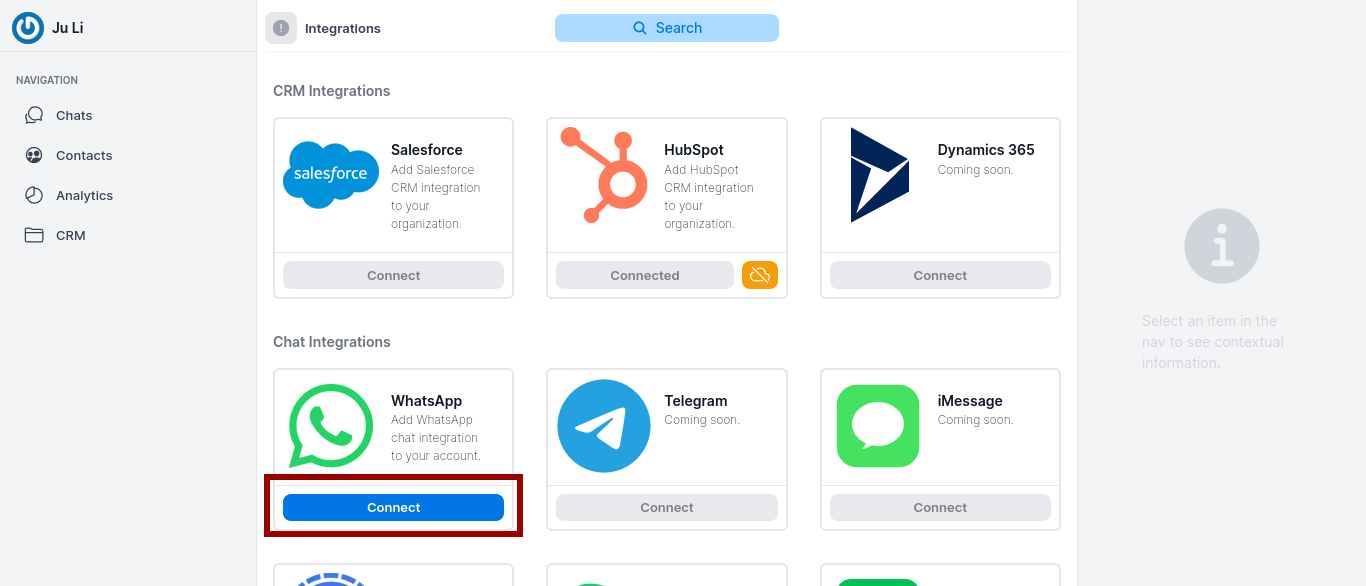 Ju Li
Integrations
Search
NAVIGATION
Chats
Contacts
Analytics
CRM
CRM Integrations
salesforce
Salesforce
Add Salesforce
CRM integration
to your
organization.
Connect
HubSpot
Add HubSpot
CRM integration
to your
organization.
Connected
Dynamics 365
Coming soon.
Connect
Chat Integrations
WhatsApp
Add WhatsApp
chat integration
to your account.
Connect
Telegram
Coming soon.
Connect
iMessage
Coming soon.
Connect
Select an item in the
nav to see contextual
information.